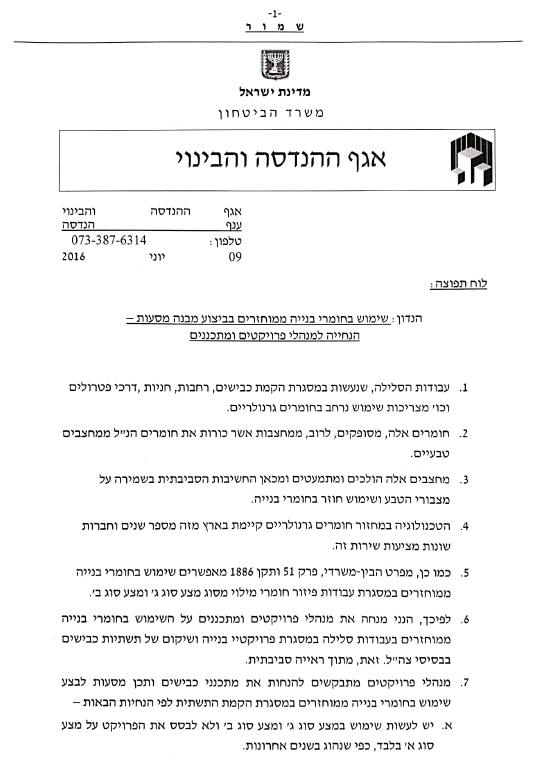 -1-
ש מ ו ר
מדינת ישראל
משרד הביטחון
אגף ההנדסה והבינוי
אגף ההנדסה והבינוי
ענף הנדסה
טלפון: 073-387-6314
09 יוני 2016
לוח תפוצה:
הנדון: שימוש בחומרי בנייה ממוחזרים בביצוע מבנה מסעות –
הנחייה למנהלי פרויקטים ומתכננים
1. עבודות הסלילה, שנעשות במסגרת הקמת כבישים, רחבות, חניות ,דרכי פטרולים
וכו' מצריכות שימוש נרחב בחומרים גרנולריים.
2. חומרים אלה, מסופקים, לרוב, ממחצבות אשר כורות את חומרים הנ"ל ממחצבים
טבעיים.
3. מחצבים אלה הולכים ומתמעטים ומכאן החשיבות הסביבתית בשמירה על
מצבורי הטבע ושימוש חוזר בחומרי בנייה.
4. הטכנולוגיה במחזור חומרים גרנולריים קיימת בארץ מזה מספר שנים וחברות
שונות מציעות שירות זה.
5. כמו כן, מפרט הבין-משרדי, פרק 51 ותקן 1886 מאפשרים שימוש בחומרי בנייה
ממוחזרים במסגרת עבודות פיזור חומרי מילוי מסוג מצע סוג ג' ומצע סוג ב'.
6. לפיכך, הנני מנחה את מנהלי פרויקטים ומתכננים על השימוש בחומרי בנייה
ממוחזרים בעבודות סלילה במסגרת פרויקטיי בנייה ושיקום של תשתיות כבישים
בבסיסי צה"ל. זאת, מתוך ראייה סביבתית.
7. מנהלי פרויקטים מתבקשים להנחות את מתכנני כבישים ותכן מסעות לבצע
שימוש בחומרי בנייה ממוחזרים במסגרת הקמת התשתית לפי הנחיות הבאות –
א. יש לעשות שימוש במצע סוג ג' ומצע סוג ב' ולא לבסס את הפרויקט על מצע
סוג א' בלבד, כפי שנהוג בשנים אחרונות.